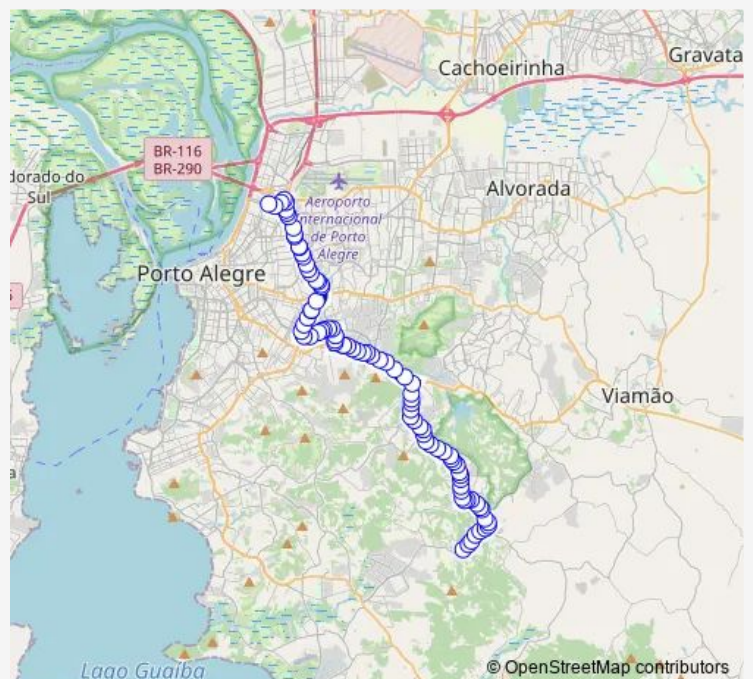 Gravata
Cachoeirinha
BR-116
BR-290
dorado do
Sul
Alvorada
Aeroporto
nternacional
de Porto
Alegre
Porto Alegre
Viamão
a
© OpenStreetMap contributors
Lago Guaíba